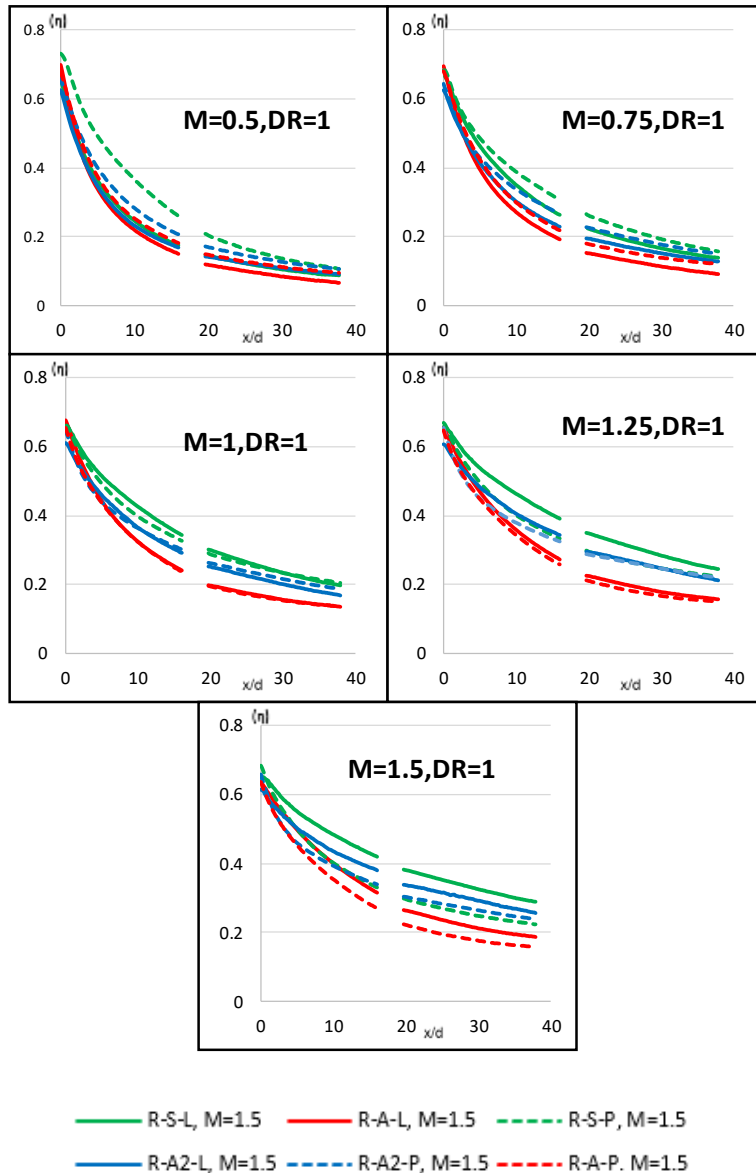 ⟨η⟩
0.8
0.6
0.4
0.2
0
0 10 20 30 40
x/d
M=0.5,DR=1
⟨η⟩
0.8
0.6
0.4
0.2
0
0 10 20 30 40
x/d
M=0.75,DR=1
⟨η⟩
0.8
0.6
0.4
0.2
0
0 10 20 30 40
x/d
M=1,DR=1
⟨η⟩
0.8
0.6
0.4
0.2
0
0 10 20 30 40
x/d
M=1.25,DR=1
⟨η⟩
0.8
0.6
0.4
0.2
0
0 10 20 30 40
x/d
M=1.5,DR=1
R-S-L, M=1.5 R-A-L, M=1.5 R-S-P, M=1.5
R-A2-L, M=1.5 R-A2-P, M=1.5 R-A-P, M=1.5